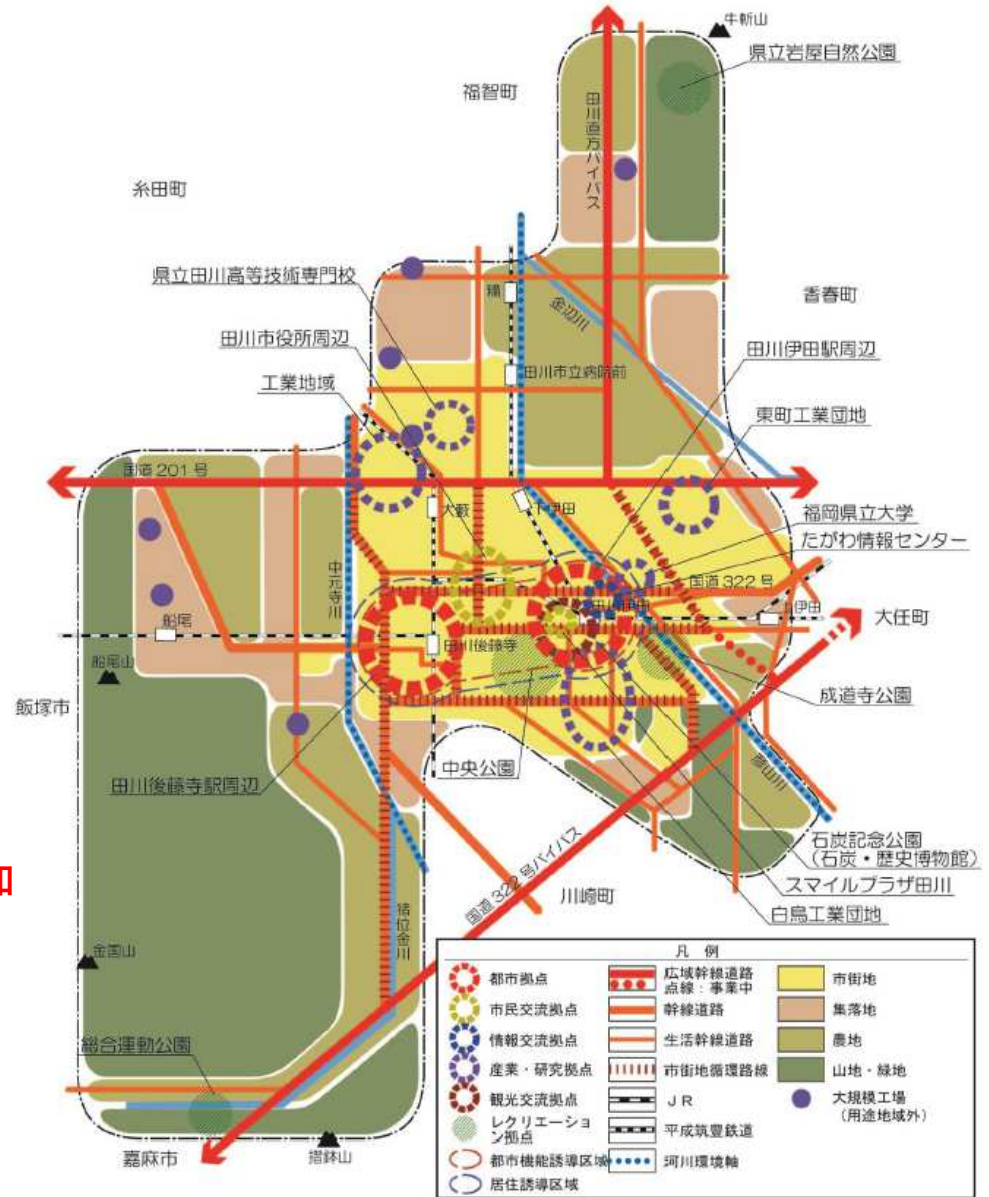 牛斬山
県立岩屋自然公園
福智町
田川直方バイパス
糸田町
県立田川高等技術専門校
香春町
糒
金辺川
田川市役所周辺
田川伊田駅周辺
工業地域
田川市立病院前
東町工業団地
国道201号
大藪
下伊田
福岡県立大学
たがわ情報センター
中元寺川
国道322号
田川伊田
上伊田
大任町
船尾
田川後藤寺
船尾山
飯塚市
成道寺公園
中央公園
彦山川
田川後藤寺駅周辺
石炭記念公園
(石炭・歴史博物館)
国道322号バイパス
スマイルプラザ田川
川崎町
白鳥工業団地
猪位金川
金国山
総合運動公園
嘉麻市
摺鉢山
凡 例
都市拠点
市民交流拠点
情報交流拠点
産業・研究拠点
観光交流拠点
レクリエーション拠点
都市機能誘導区域
居住誘導区域
広域幹線道路
点線:事業中
幹線道路
生活幹線道路
市街地循環路線
JR
平成筑豊鉄道
河川環境軸
市街地
集落地
農地
山地・緑地
大規模工場
(用途地域外)